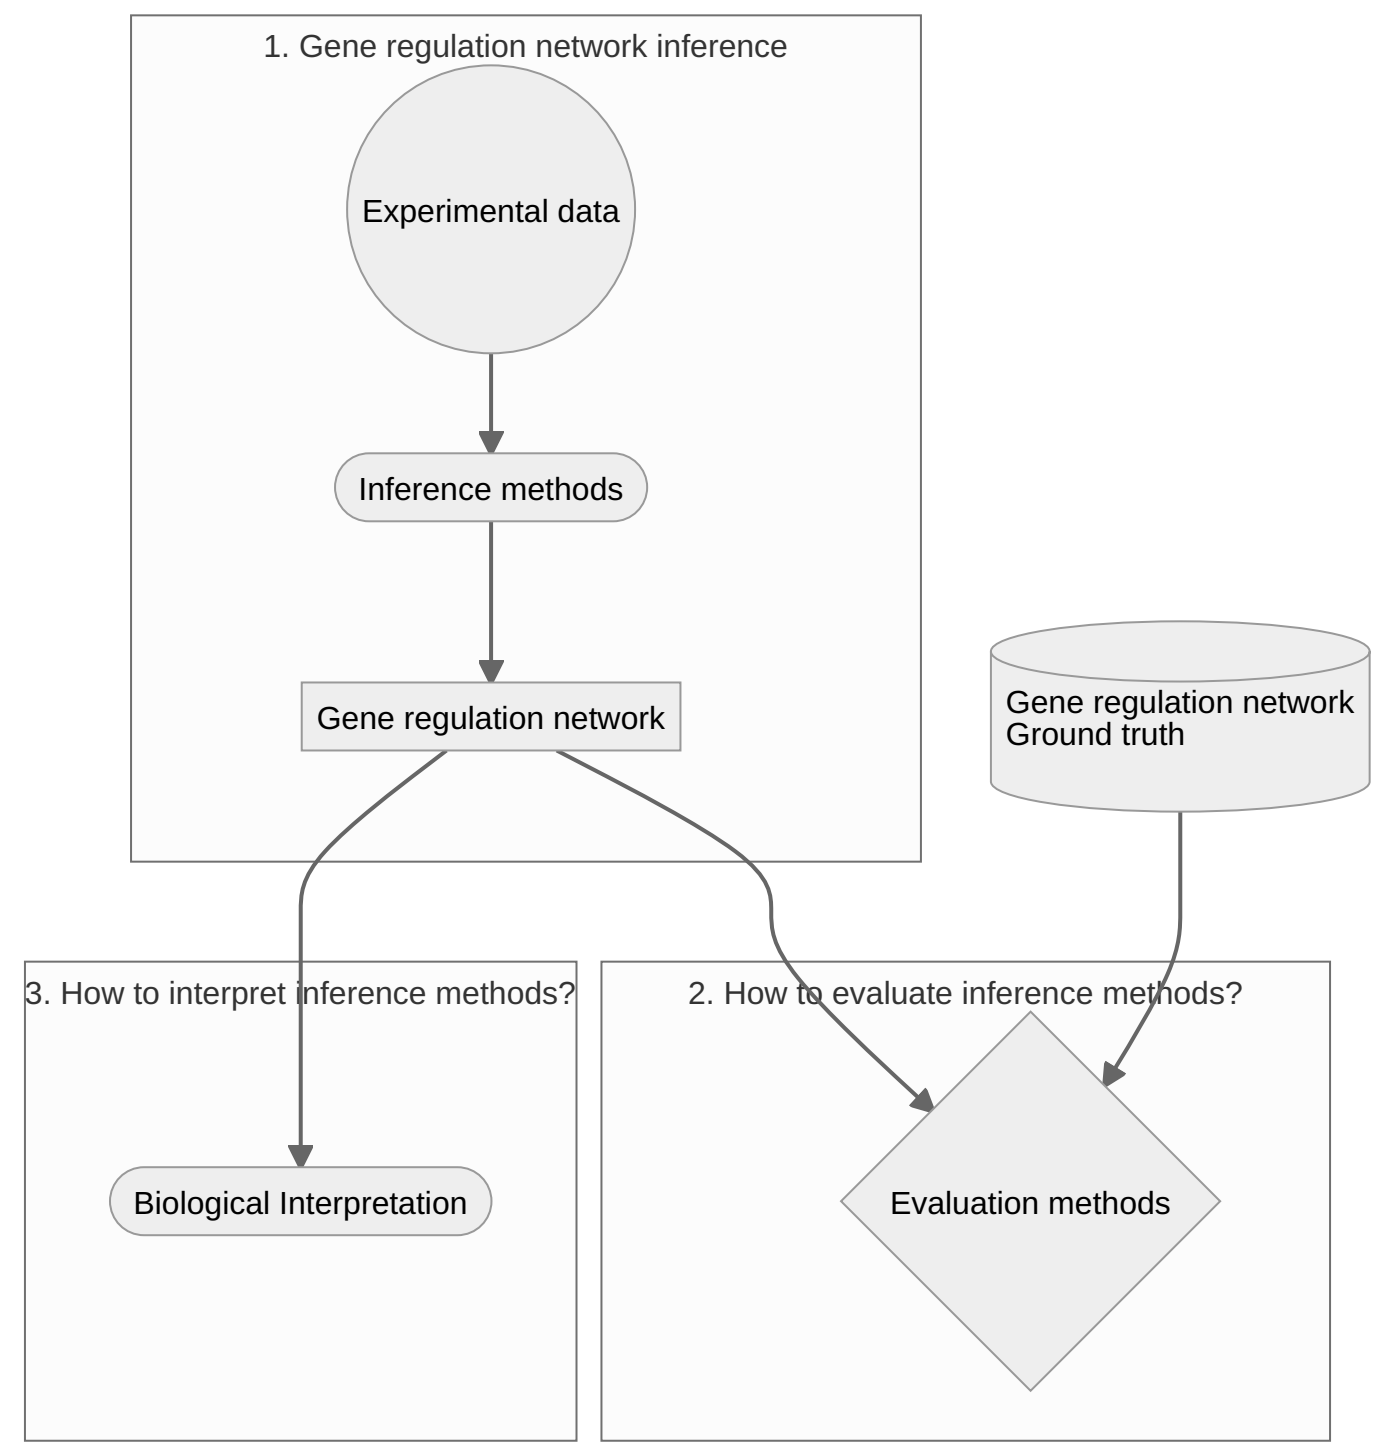 1. Gene regulation network inference
Experimental data
Inference methods
Gene regulation network
Gene regulation network
Ground truth
3. How to interpret inference methods?
2. How to evaluate inference methods?
Biological Interpretation
Evaluation methods